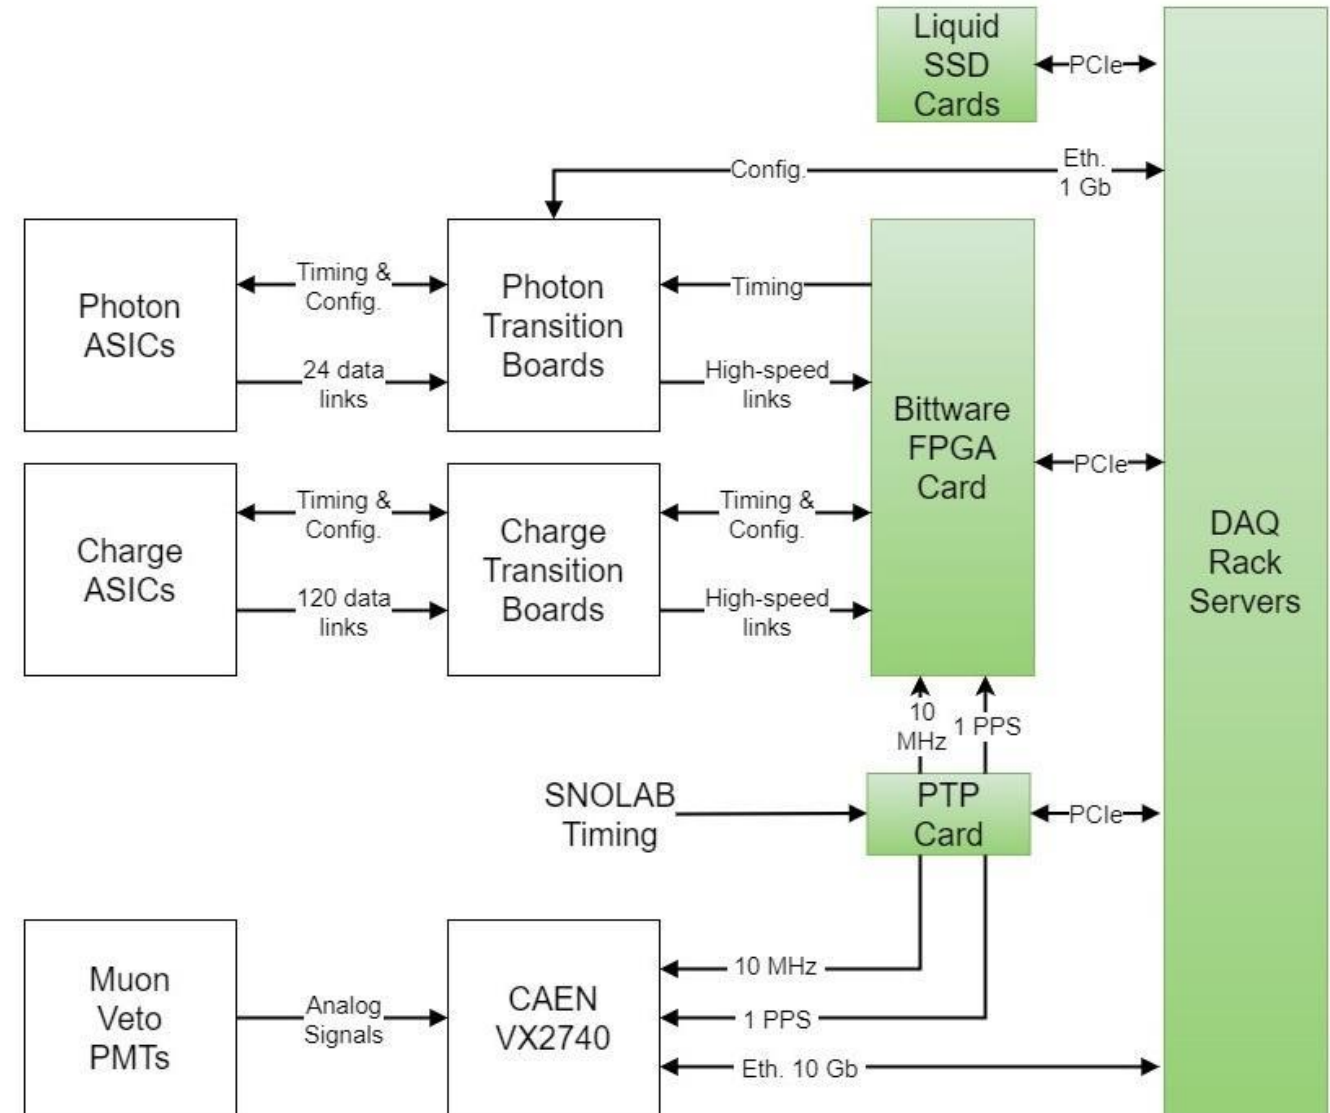 Liquid
SSD
Cards
PCIe
Config.
Eth.
1 Gb
Photon
ASICs
Timing &
Config.
24 data
links
Photon
Transition
Boards
Timing
High-speed
links
Bittware
FPGA
Card
PCIe
DAQ
Rack
Servers
Charge
ASICs
Timing &
Config.
120 data
links
Charge
Transition
Boards
Timing &
Config.
High-speed
links
10
MHz
1 PPS
SNOLAB
Timing
PTP
Card
PCIe
Muon
Veto
PMTs
Analog
Signals
CAEN
VX2740
10 MHz
1 PPS
Eth. 10 Gb